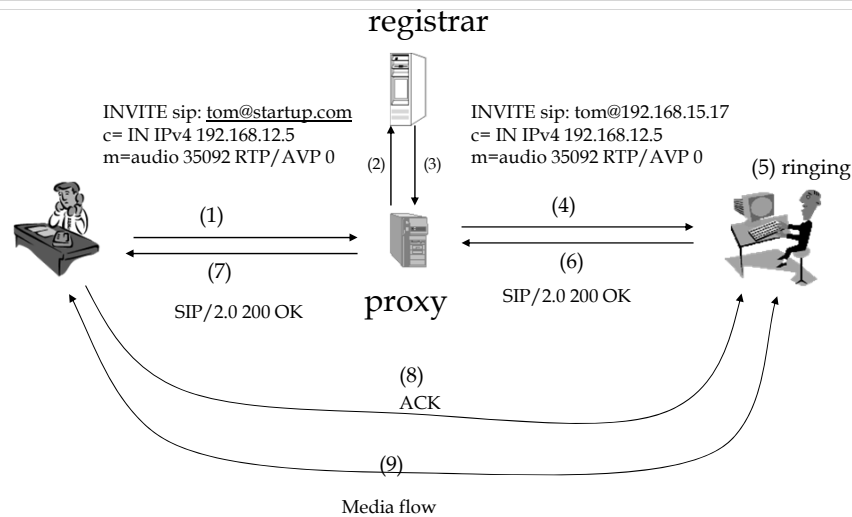 registrar
INVITE sip: tom@startup.com
c= IN IPv4 192.168.12.5
m=audio 35092 RTP/AVP 0
INVITE sip: tom@192.168.15.17
c= IN IPv4 192.168.12.5
m=audio 35092 RTP/AVP 0
(2)
(3)
(5) ringing
(1)
(4)
(7)
(6)
SIP/2.0 200 OK
proxy
SIP/2.0 200 OK
(8)
ACK
(9)
Media flow